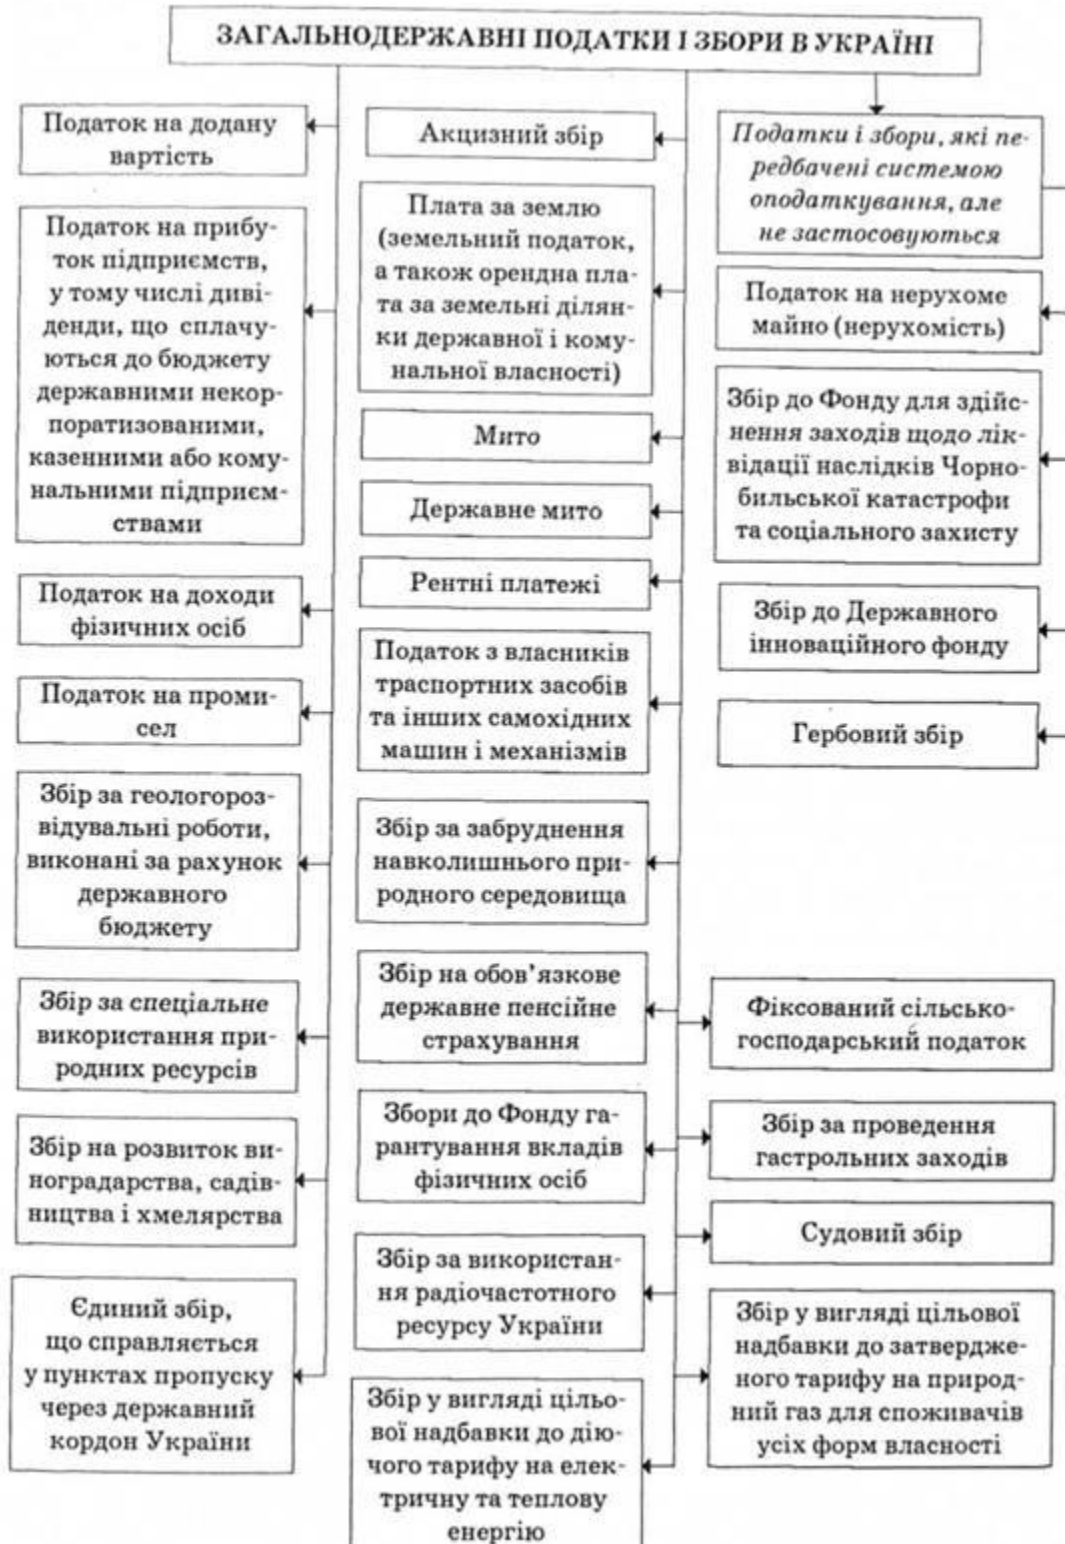 ЗАГАЛЬНОДЕРЖАВНІ ПОДАТКИ І ЗБОРИ В УКРАЇНІ
Податок на додану
вартість
Податок на прибу-
ток підприємств,
у тому числі диві-
денди, що сплачу-
ються до бюджету
державними некор-
поратизованими,
казенними або кому-
нальними підприєм-
ствами
Податок на доходи
фізичних осіб
Податок на проми-
сел
Збір за геологороз-
відувальні роботи,
виконані за рахунок
державного
бюджету
Збір за спеціальне
використання при-
родних ресурсів
Збір на розвиток ви-
ноградарства, садів-
ництва і хмелярства
Єдиний збір,
що справляється
у пунктах пропуску
через державний
кордон України
Акцизний збір
Плата за землю
(земельний податок,
а також орендна пла-
та за земельні ділян-
ки державної і кому-
нальної власності)
Мито
Державне мито
Рентні платежі
Податок з власників
траспортних засобів
та інших самохідних
машин і механізмів
Збір за забруднення
навколишнього при-
родного середовища
Збір на обов’язкове
державне пенсійне
страхування
Збори до Фонду га-
рантування вкладів
фізичних осіб
Збір за використан-
ня радіочастотного
ресурсу України
Збір у вигляді цільо-
вої надбавки до дію-
чого тарифу на елек-
тричну та теплову
енергію
Податки і збори, які пе-
редбачені системою
оподаткування, але
не застосовуються
Податок на нерухоме
майно (нерухомість)
Збір до Фонду для здійс-
нення заходів щодо лік-
відації наслідків Чорно-
бильської катастрофи
та соціального захисту
Збір до Державного
інноваційного фонду
Гербовий збір
Фіксований сільсько-
господарський податок
Збір за проведення
гастрольних заходів
Судовий збір
Збір у вигляді цільової
надбавки до затвердже-
ного тарифу на природ-
ний газ для споживачів
усіх форм власності